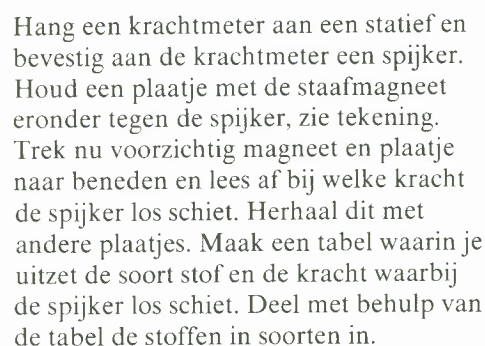 Hang een krachtmeter aan een statief en
bevestig aan de krachtmeter een spijker.
Houd een plaatje met de staafmagneet
eronder tegen de spijker, zie tekening.
Trek nu voorzichtig magneet en plaatje
naar beneden en lees af bij welke kracht
de spijker los schiet. Herhaal dit met
andere plaatjes. Maak een tabel waarin je
uitzet de soort stof en de kracht waarbij
de spijker los schiet. Deel met behulp van
de tabel de stoffen in soorten in.